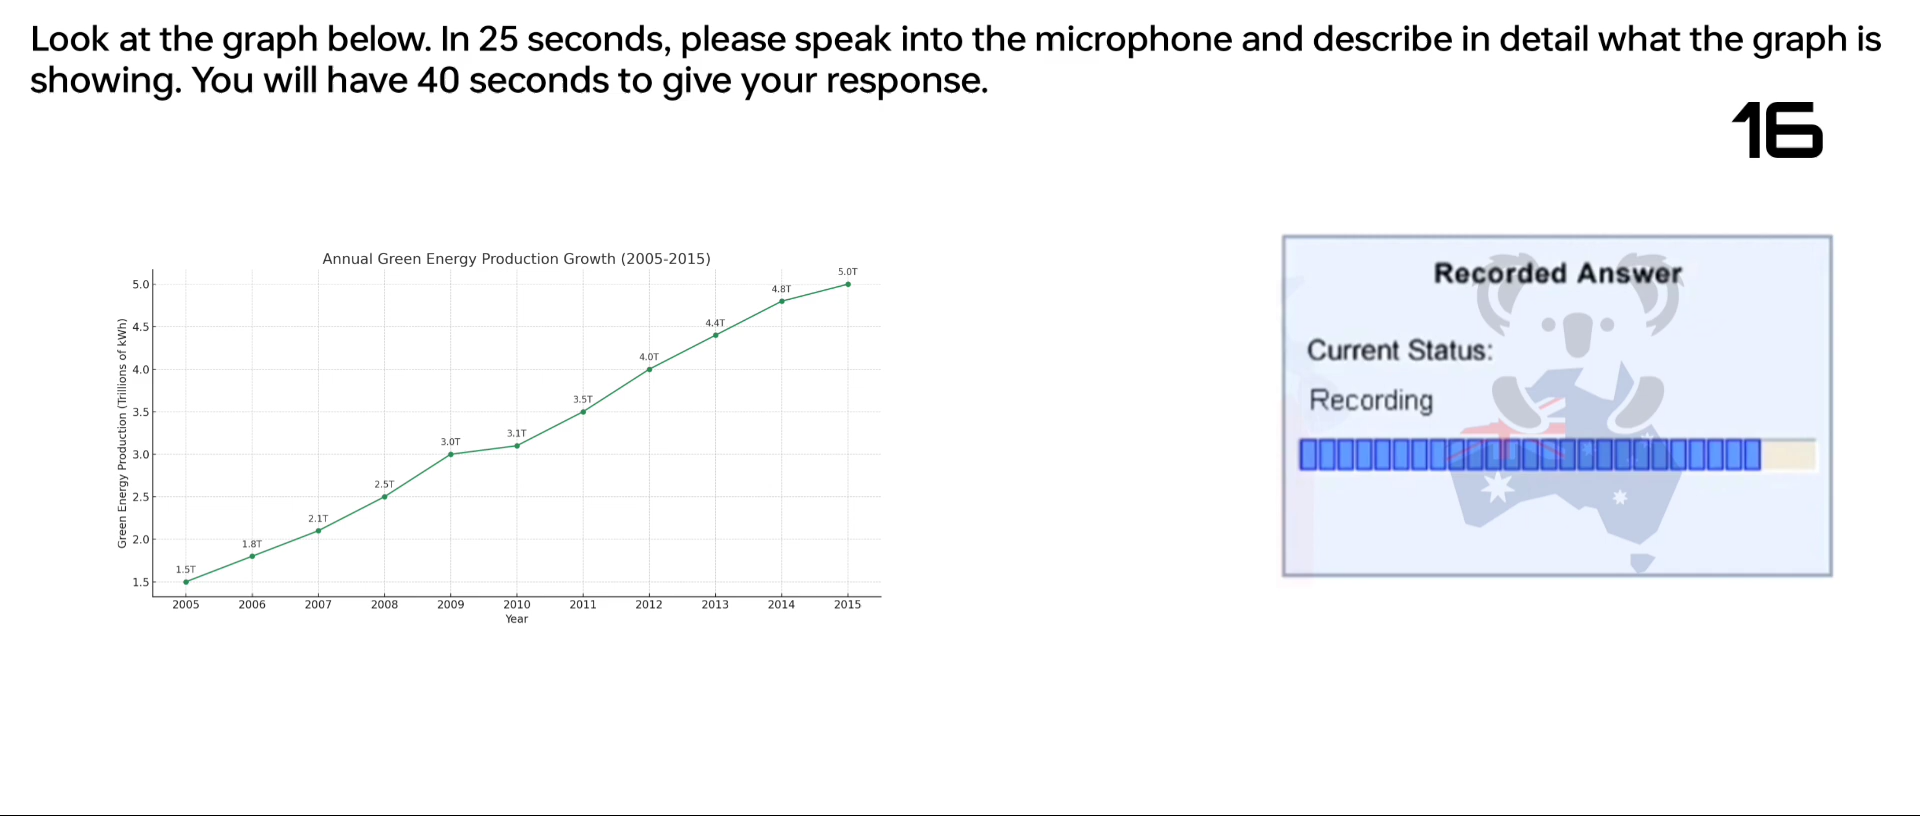 Look at the graph below. In 25 seconds, please speak into the microphone and describe in detail what the graph is
showing. You will have 40 seconds to give your response.
16
Annual Green Energy Production Growth (2005-2015)
Green Energy Production (Trillions of kWh)
5.0
4.5
4.0
3.5
3.0
2.5
2.0
1.5
1.5T
1.8T
2.1T
2.5T
3.0T
3.1T
3.5T
4.0T
4.4T
4.8T
5.0T
2005 2006 2007 2008 2009 2010 2011 2012 2013 2014 2015
Year
Recorded Answer
Current Status:
Recording